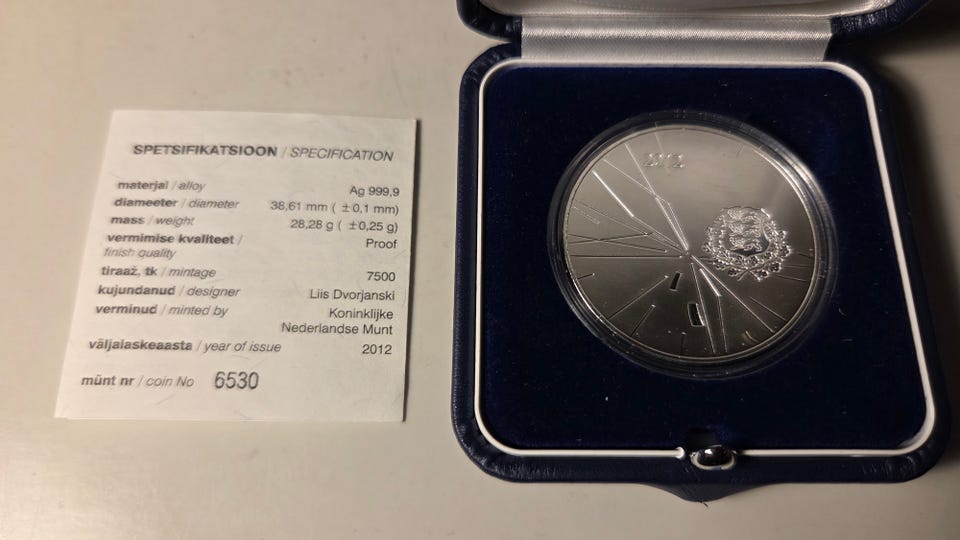 SPETSIFIKATSIOON / SPECIFICATION
materjal / alloy Ag 999,9
diameeter / diameter 38,61 mm ( ±0,1 mm)
mass / weight 28,28 g ( ±0,25 g)
vermimise kvaliteet / Proof
finish quality
tiraaž, tk / mintage 7500
kujundanud / designer Liis Dvorjanski
verminud / minted by Koninklijke
Nederlandse Munt
väljalaskeaasta / year of issue 2012
münt nr / coin No 6530
2012